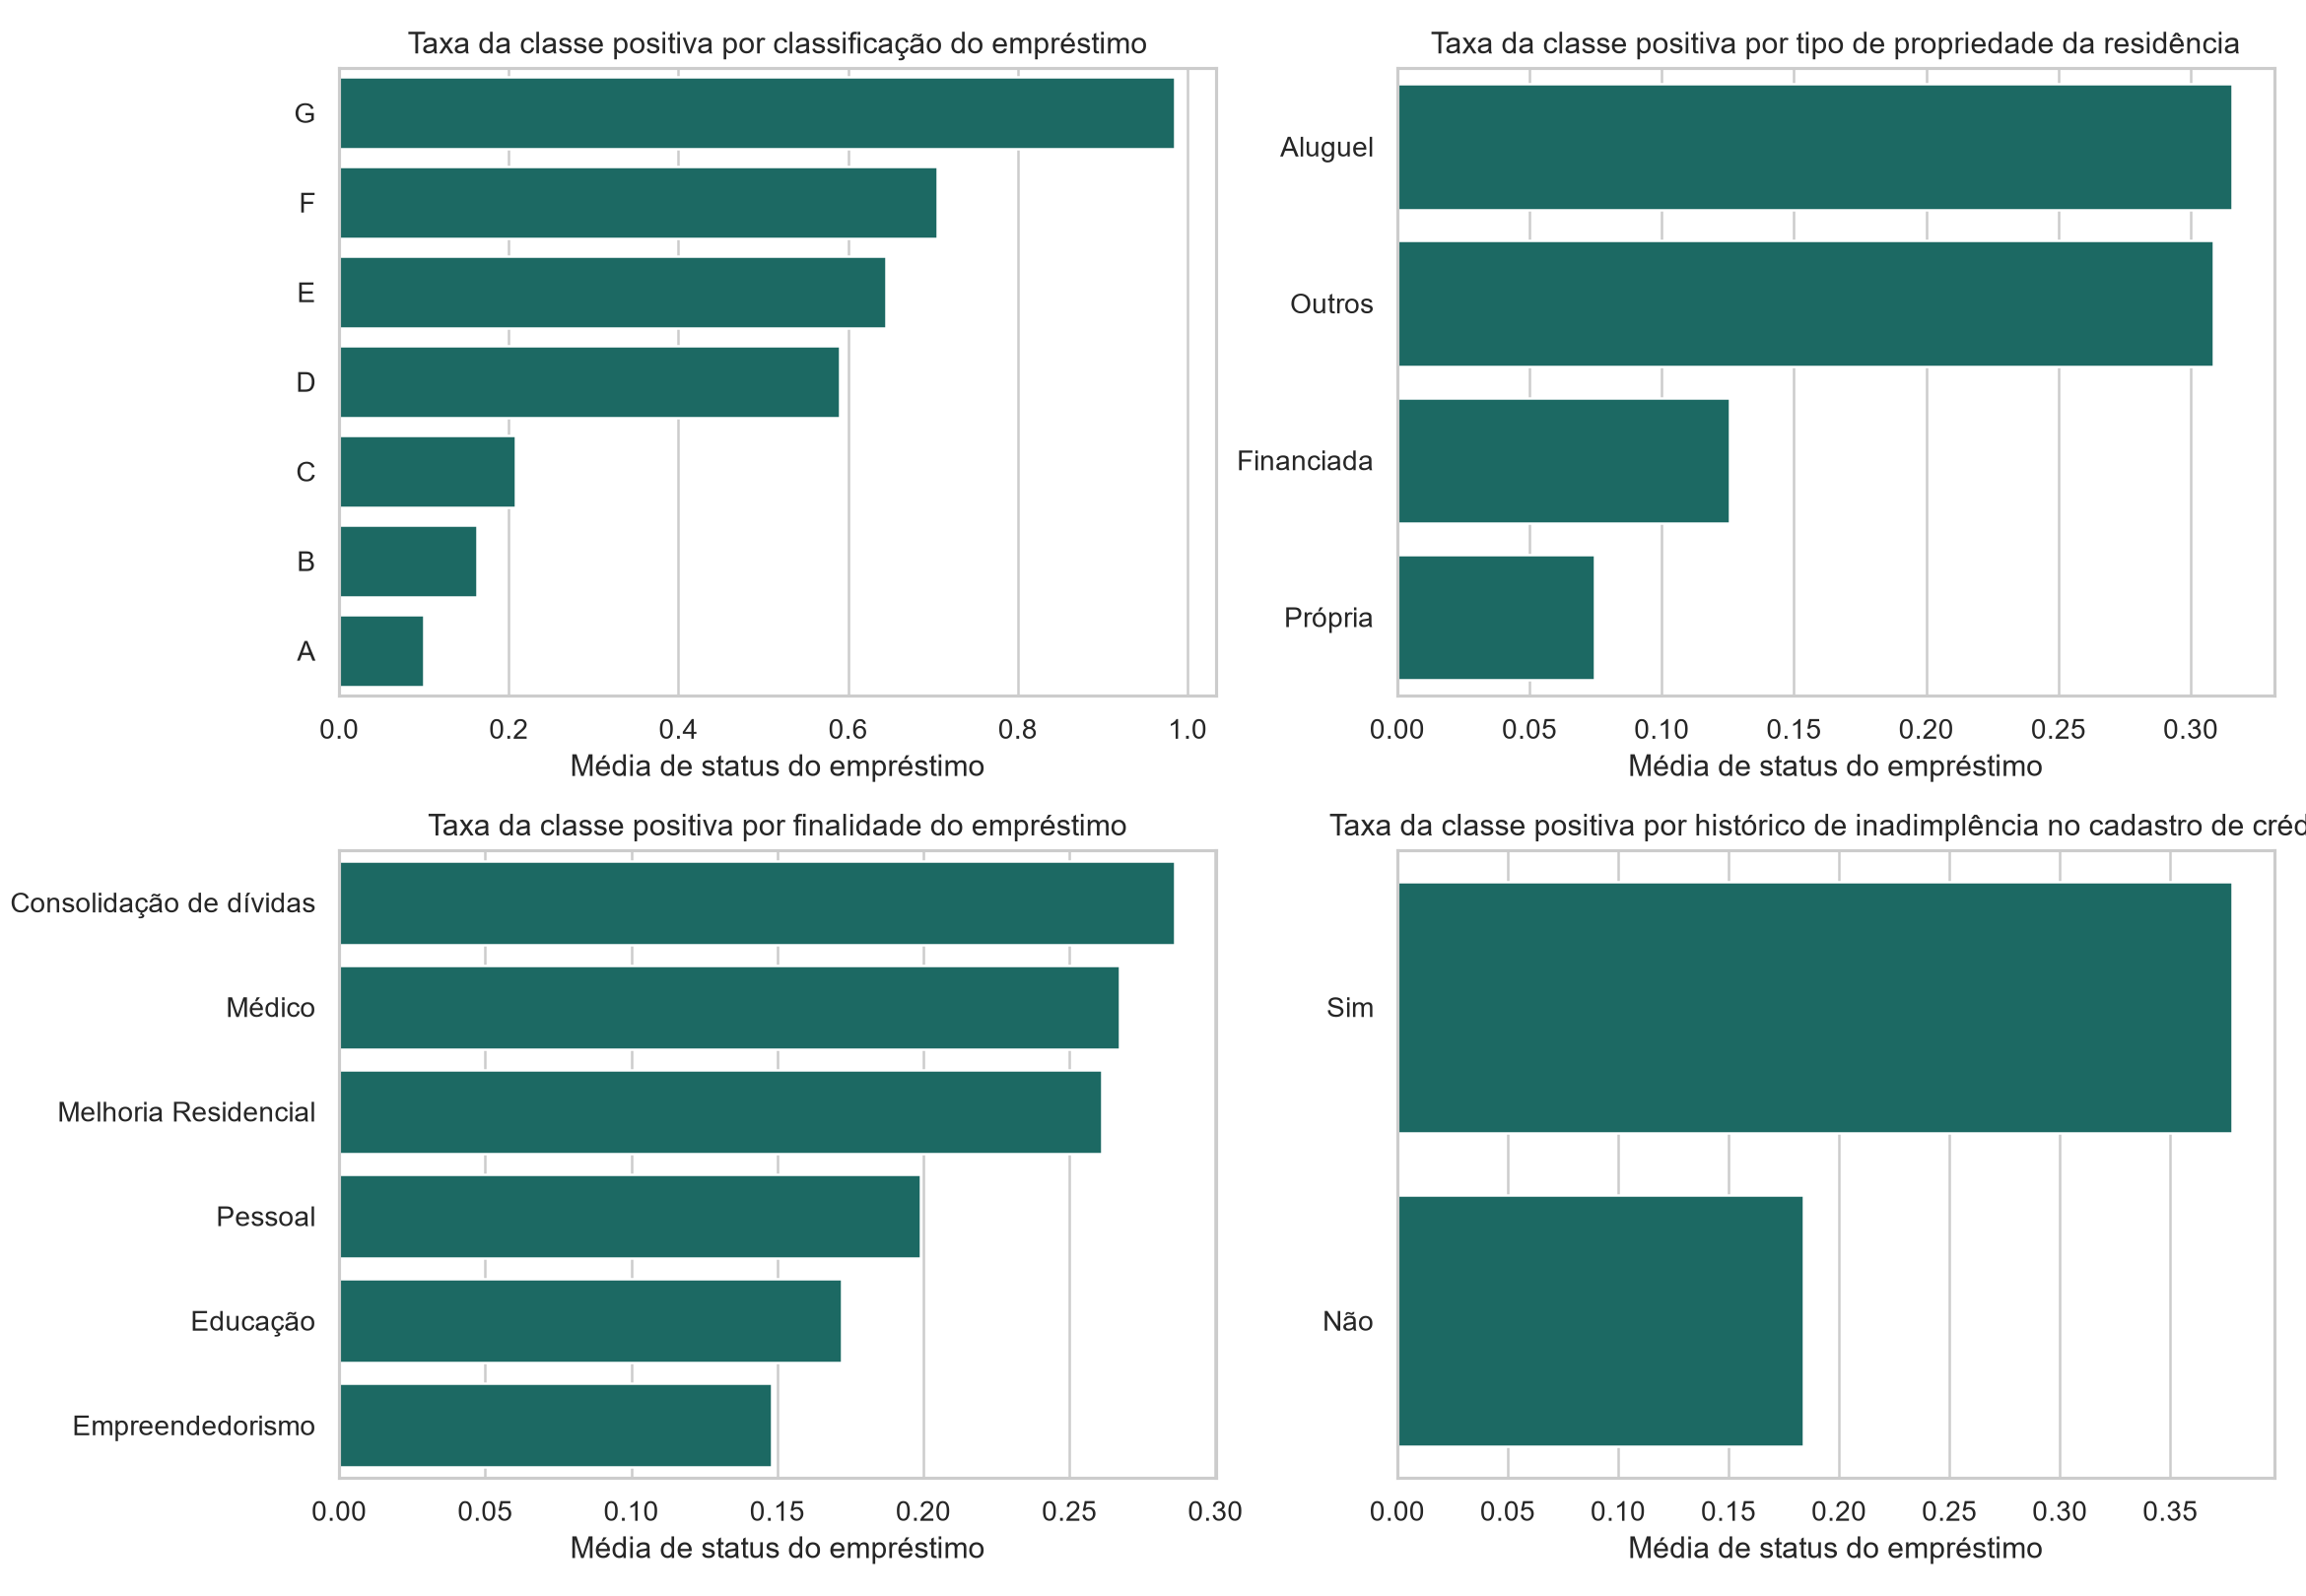 Taxa da classe positiva por classificação do empréstimo
G
F
E
D
C
B
A
0.0 0.2 0.4 0.6 0.8 1.0
Média de status do empréstimo
Taxa da classe positiva por tipo de propriedade da residência
Aluguel
Outros
Financiada
Própria
0.00 0.05 0.10 0.15 0.20 0.25 0.30
Média de status do empréstimo
Taxa da classe positiva por finalidade do empréstimo
Consolidação de dívidas
Médico
Melhoria Residencial
Pessoal
Educação
Empreendedorismo
0.00 0.05 0.10 0.15 0.20 0.25 0.30
Média de status do empréstimo
Taxa da classe positiva por histórico de inadimplência no cadastro de créd
Sim
Não
0.00 0.05 0.10 0.15 0.20 0.25 0.30 0.35
Média de status do empréstimo